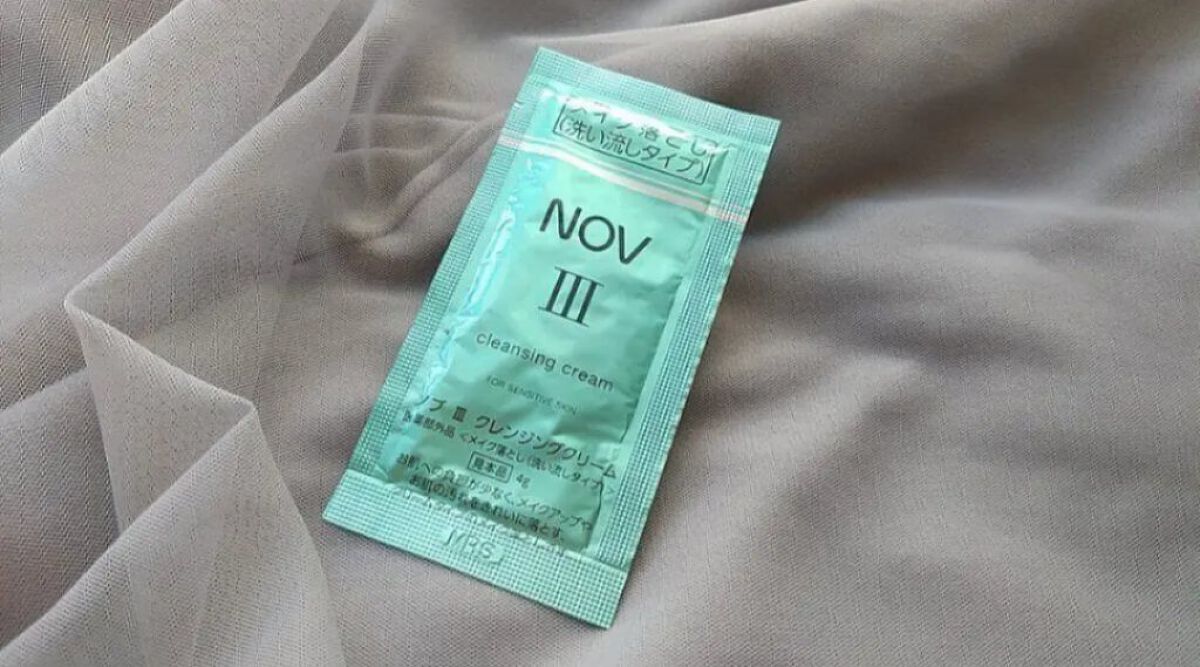 メイク落とし
(洗い流しタイプ)
NOV
III
cleansing cream
FOR SENSITIVE SKIN
ノブ III クレンジングクリーム
医薬部外品 <メイク落とし(洗い流しタイプ)>
見本品 4g
お肌への負担が少なく、メイクアップや
お肌の汚れをきれいに落とす